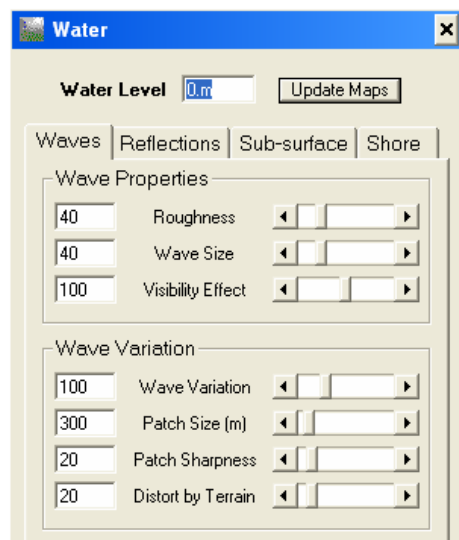 Water
Water Level 0.m Update Maps
Waves Reflections Sub-surface Shore
Wave Properties
40 Roughness
40 Wave Size
100 Visibility Effect
Wave Variation
100 Wave Variation
300 Patch Size (m)
20 Patch Sharpness
20 Distort by Terrain